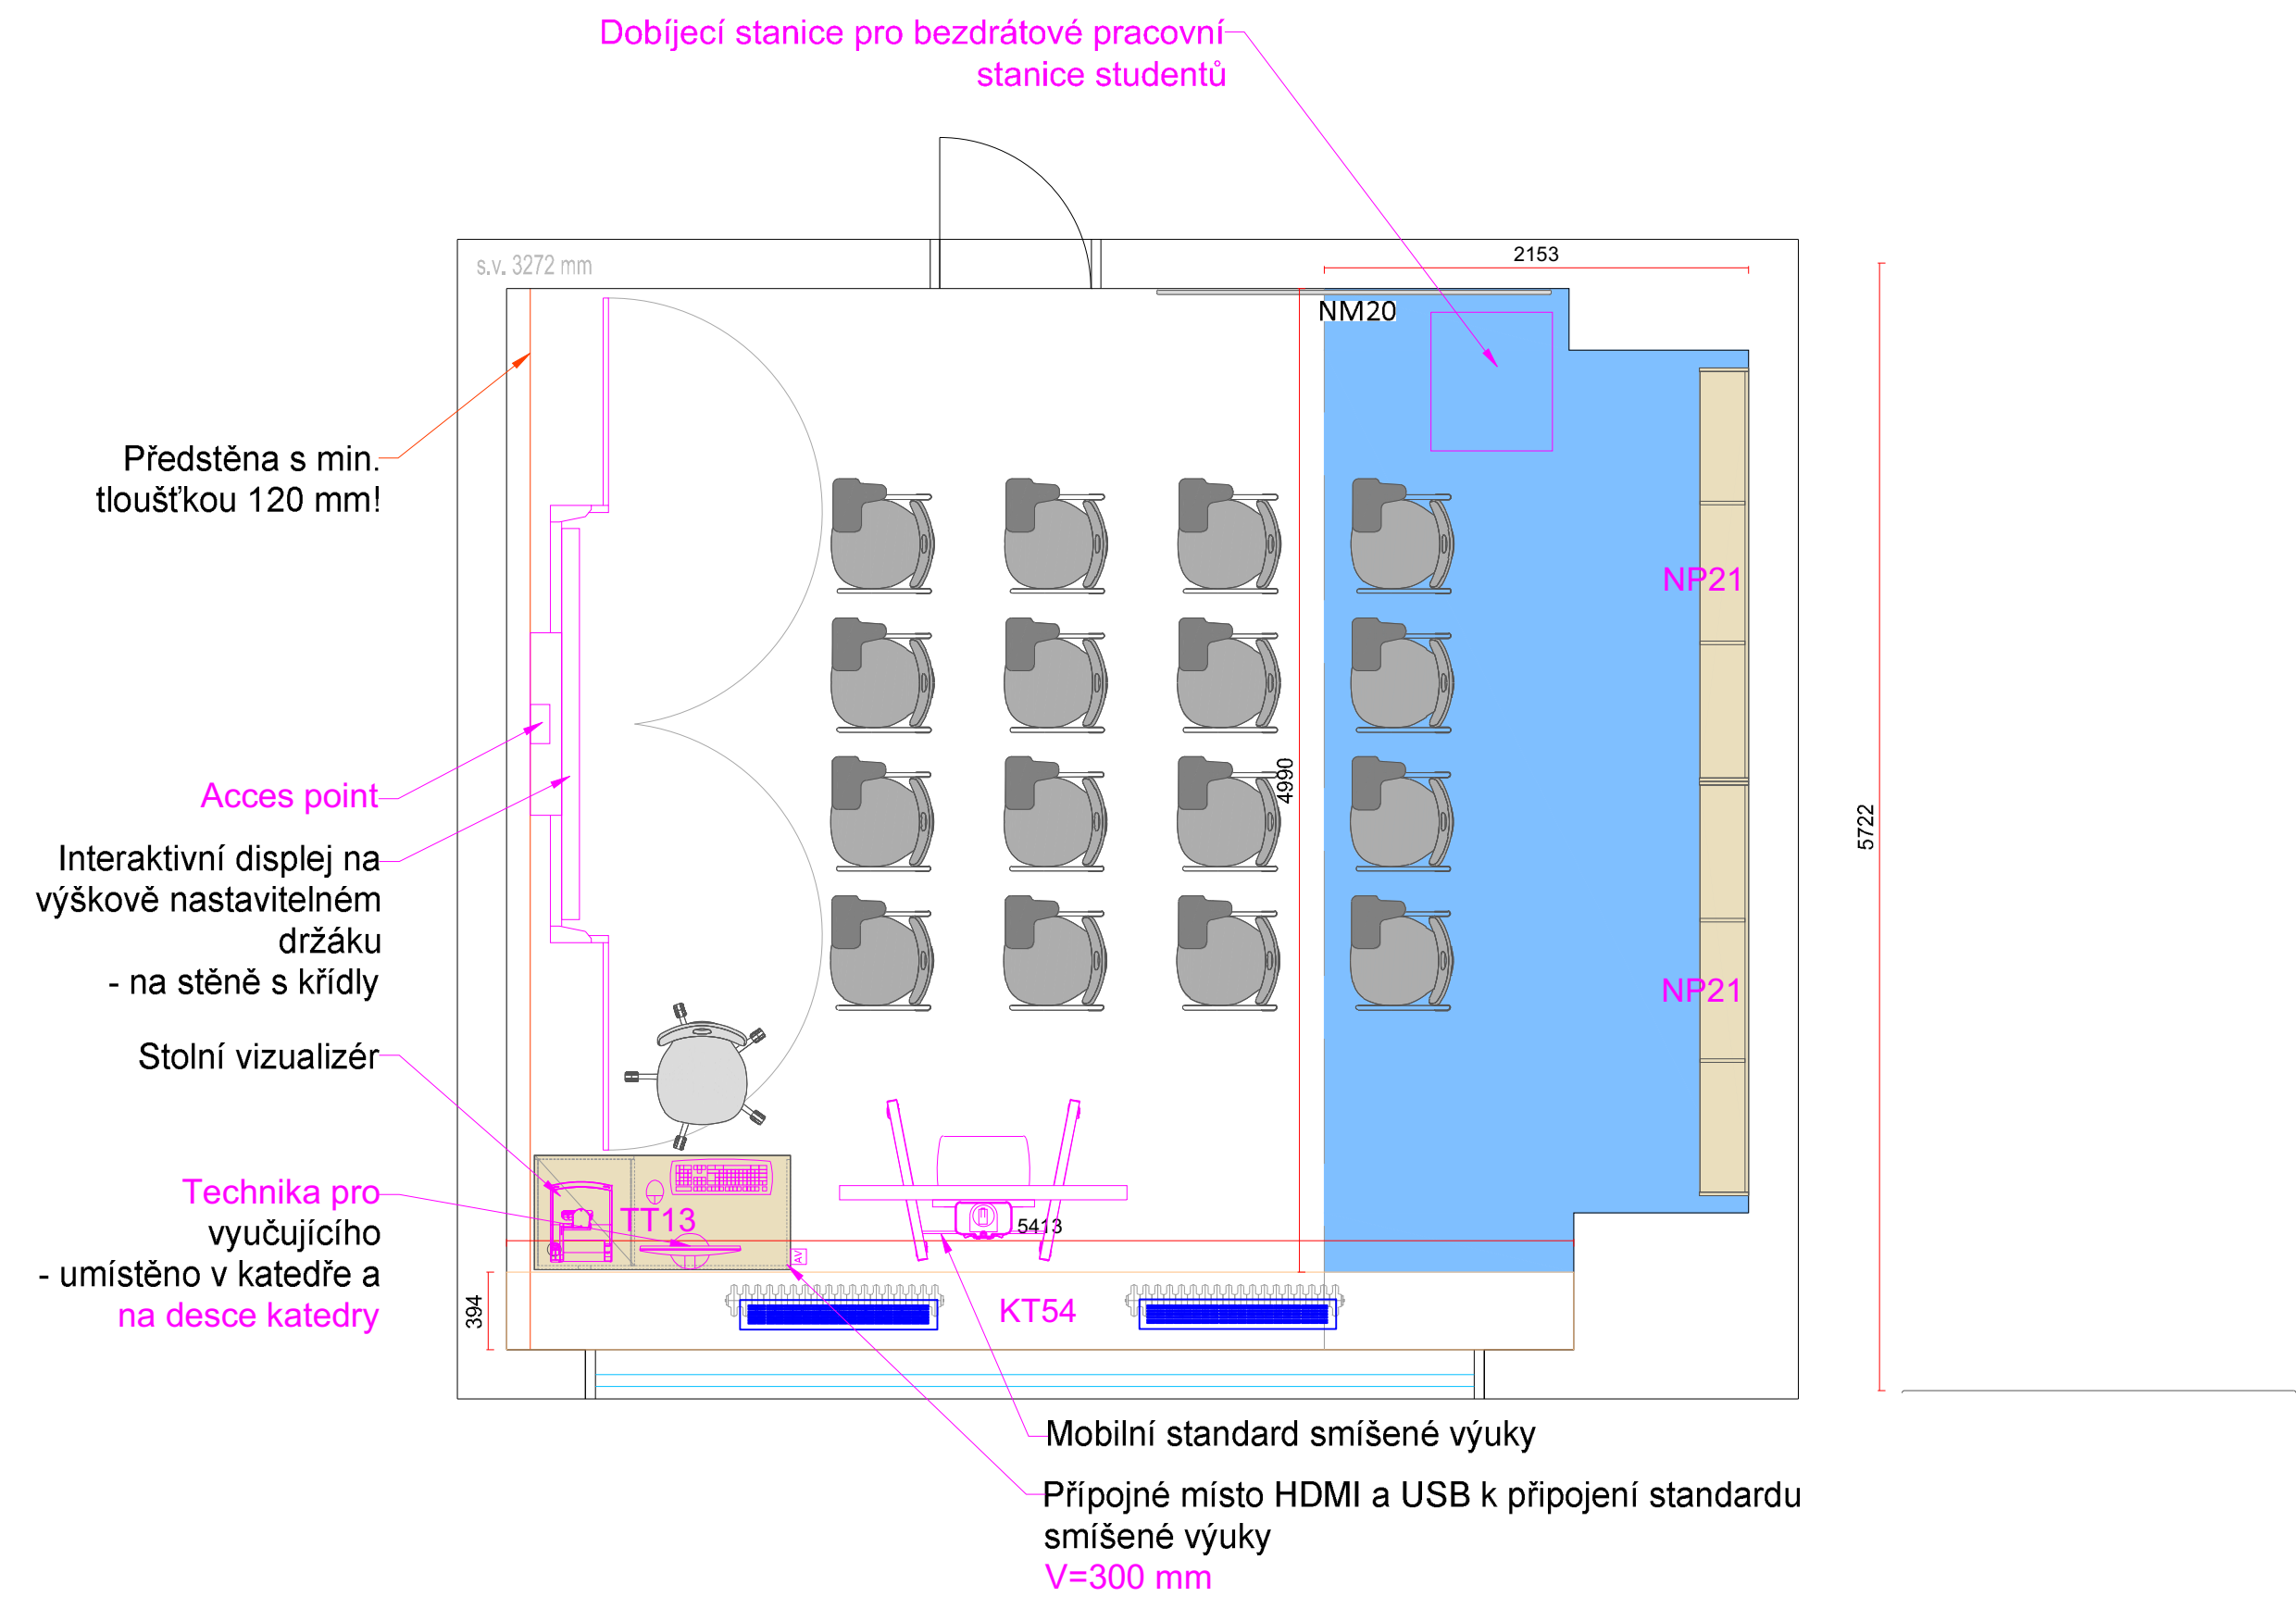 Dobíjecí stanice pro bezdrátové pracovní
stanice studentů
s.v. 3272 mm
2153
NM20
Předstěna s min.
tloušťkou 120 mm!
NP21
4990
5722
Acces point
Interaktivní displej na
výškově nastavitelném
držáku
- na stěně s křídly
NP21
Stolní vizualizér
Technika pro
vyučujícího
- umístěno v katedře a
na desce katedry
TT13
5413
AV
394
KT54
Mobilní standard smíšené výuky
Přípojné místo HDMI a USB k připojení standardu
smíšené výuky
V=300 mm